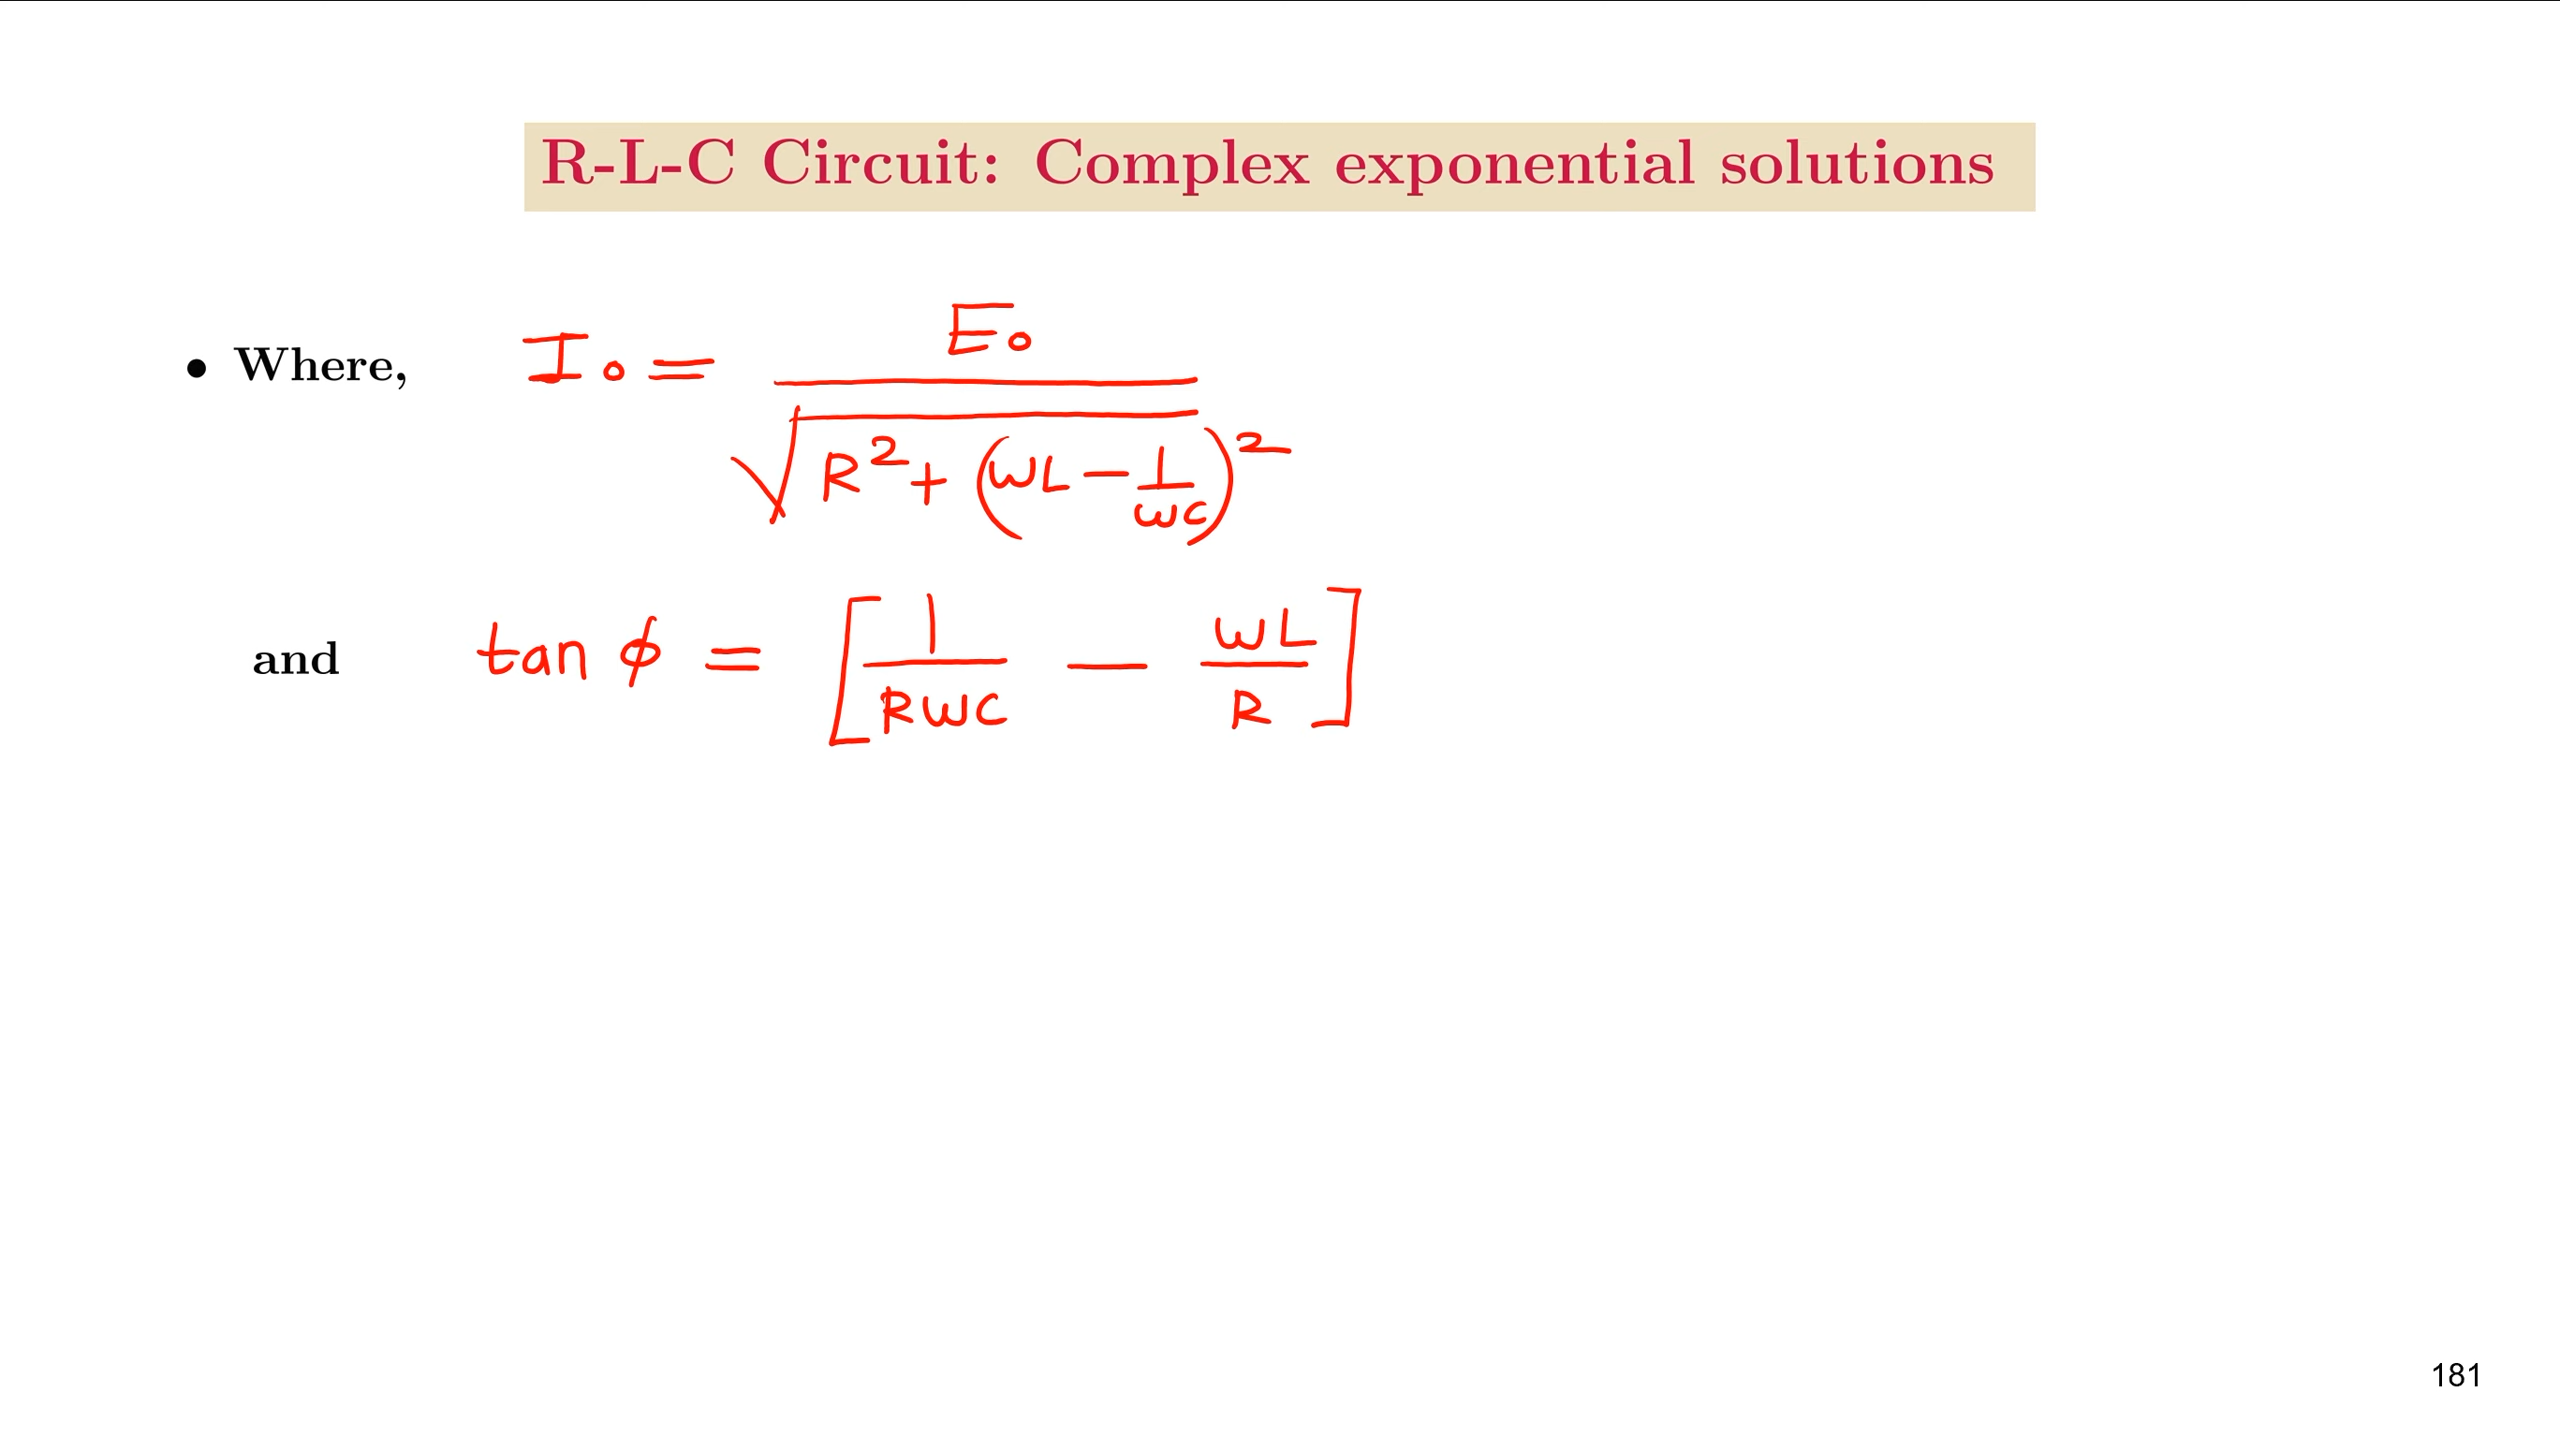 R-L-C Circuit: Complex exponential solutions
• Where, I₀ = E₀ / √(R² + (ωL − 1/ωC)²)
and tan ϕ = [1/RωC − ωL/R]
181